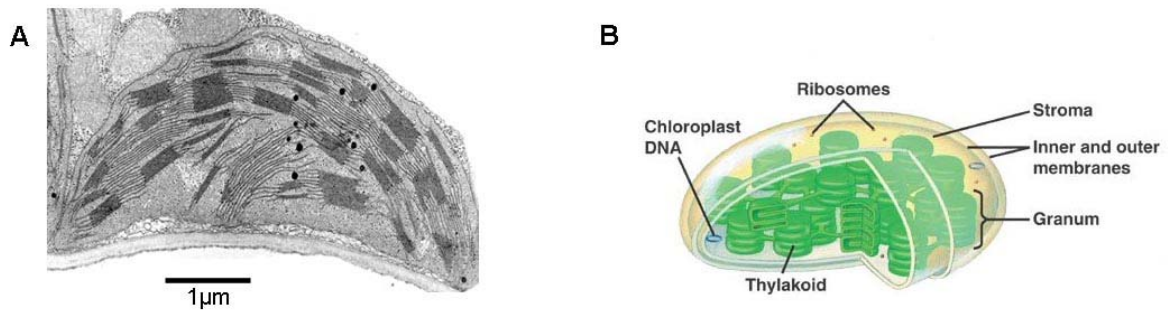 A
1µm
B
Ribosomes
Chloroplast
DNA
Stroma
Inner and outer
membranes
Granum
Thylakoid